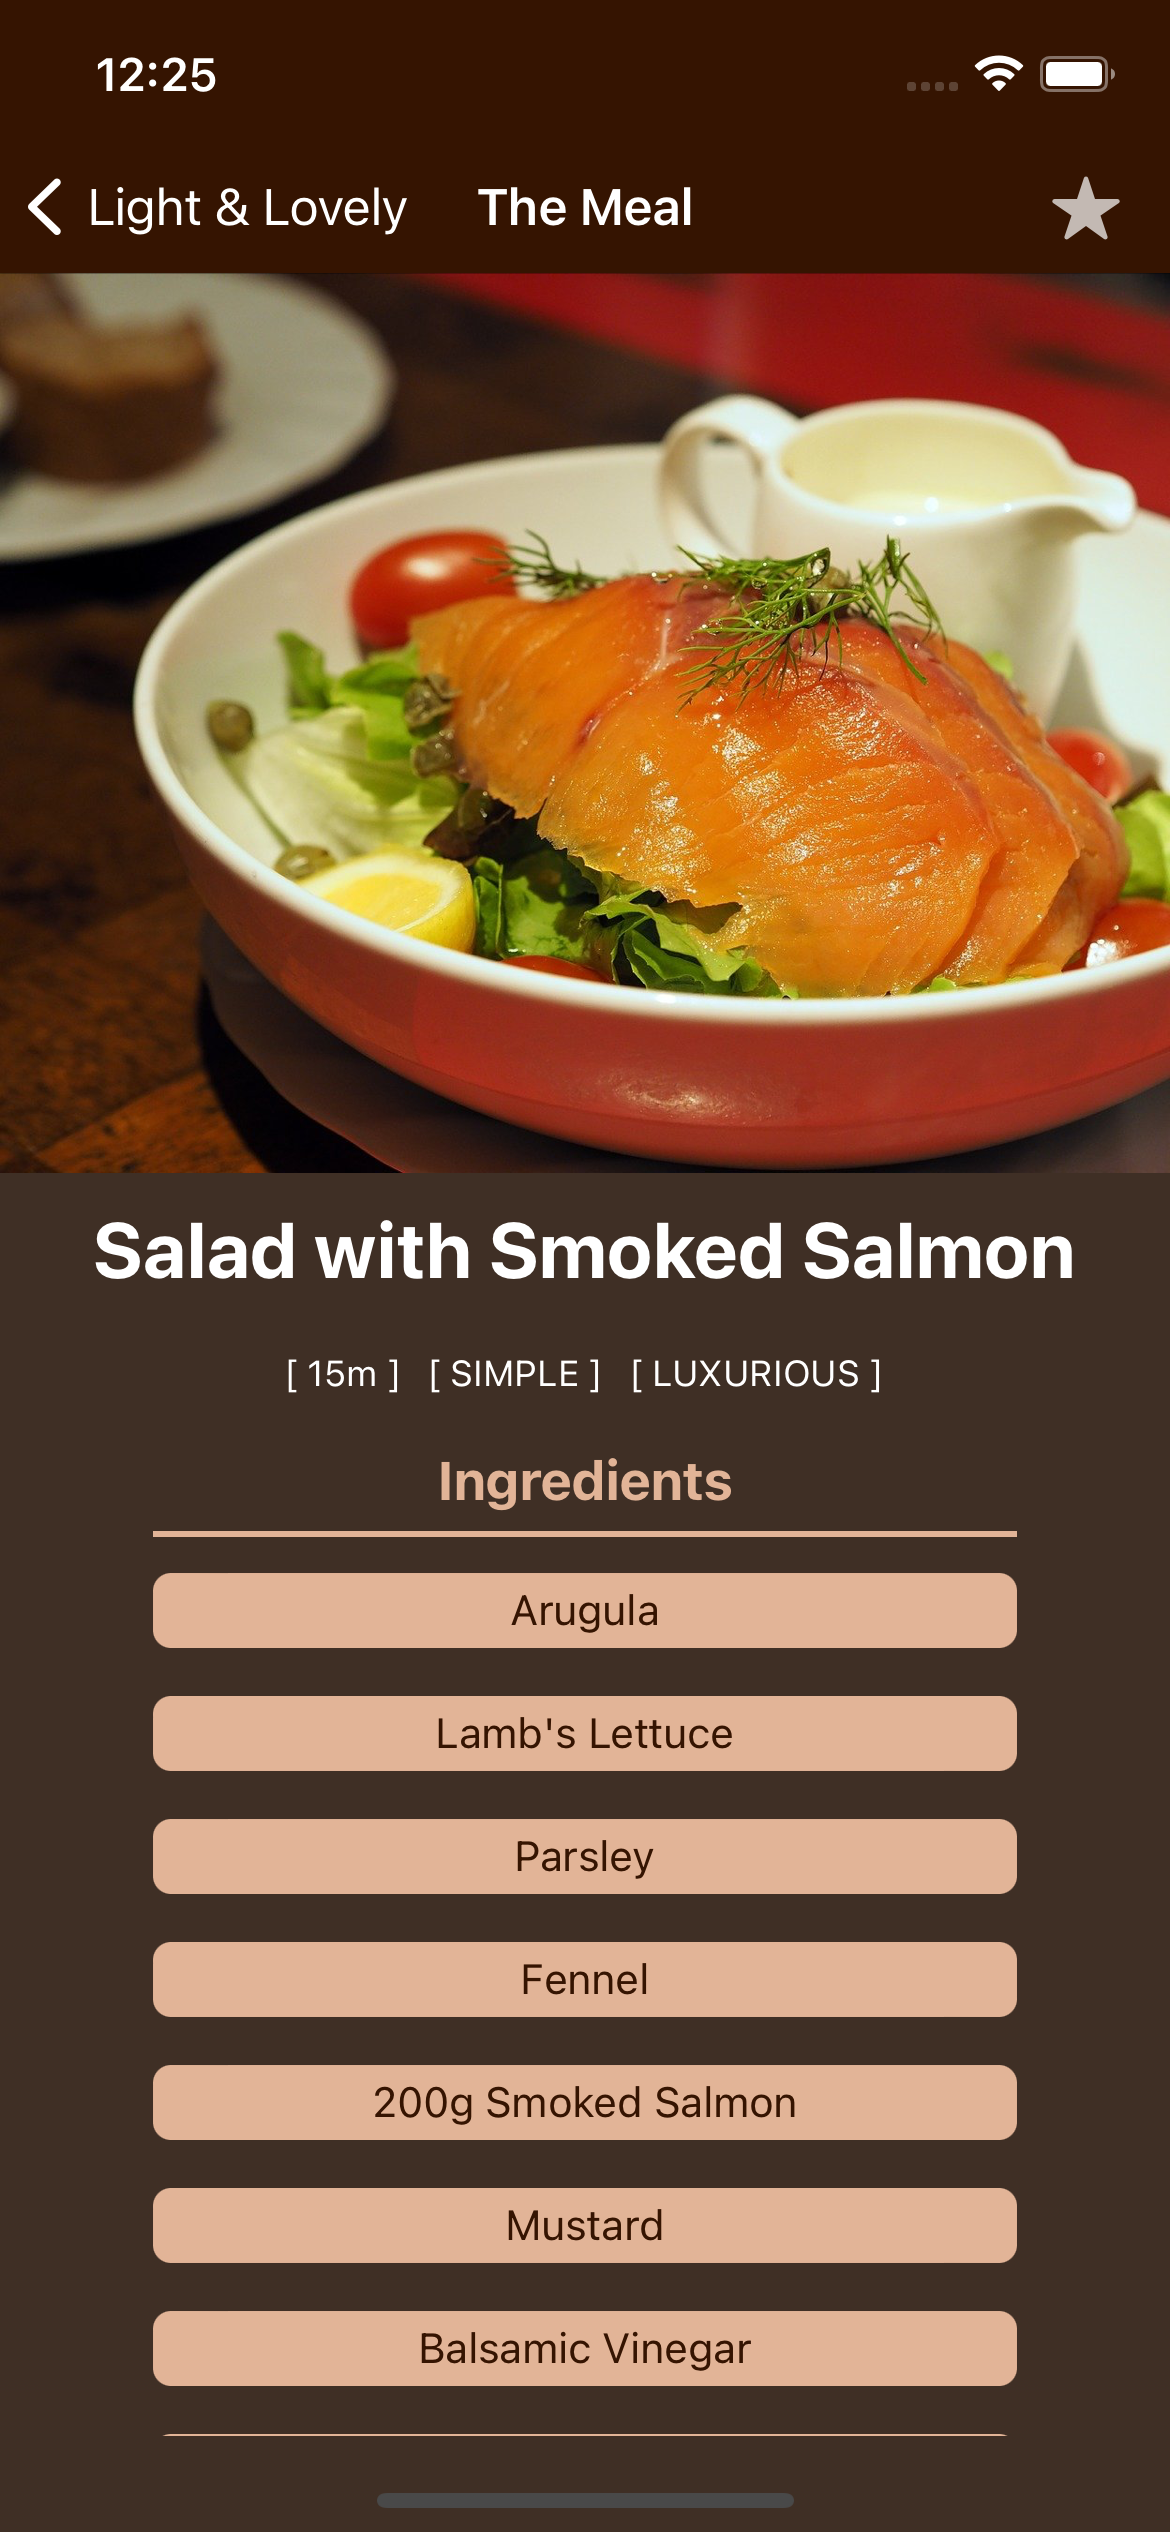 12:25
Light & Lovely The Meal
Salad with Smoked Salmon
[ 15m ] [ SIMPLE ] [ LUXURIOUS ]
Ingredients
Arugula
Lamb's Lettuce
Parsley
Fennel
200g Smoked Salmon
Mustard
Balsamic Vinegar